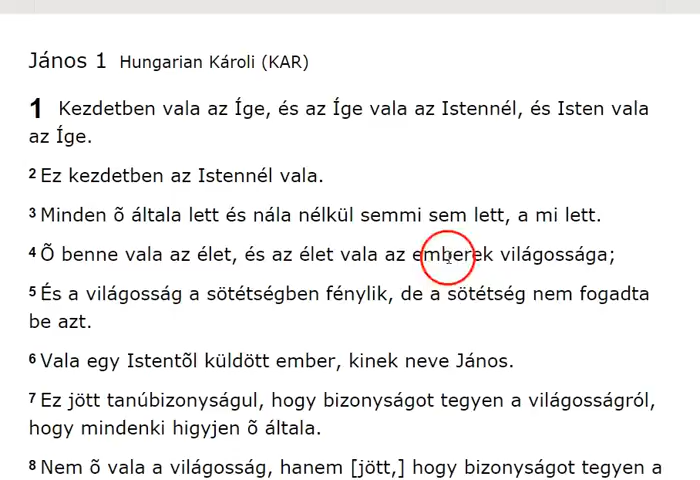 János 1 Hungarian Károli (KAR)
1 Kezdetben vala az Íge, és az Íge vala az Istennél, és Isten vala
az Íge.
2 Ez kezdetben az Istennél vala.
3 Minden õ általa lett és nála nélkül semmi sem lett, a mi lett.
4 Õ benne vala az élet, és az élet vala az emberek világossága;
5 És a világosság a sötétségben fénylik, de a sötétség nem fogadta
be azt.
6 Vala egy Istentõl küldött ember, kinek neve János.
7 Ez jött tanúbizonyságul, hogy bizonyságot tegyen a világosságról,
hogy mindenki higyjen õ általa.
8 Nem õ vala a világosság, hanem [jött,] hogy bizonyságot tegyen a